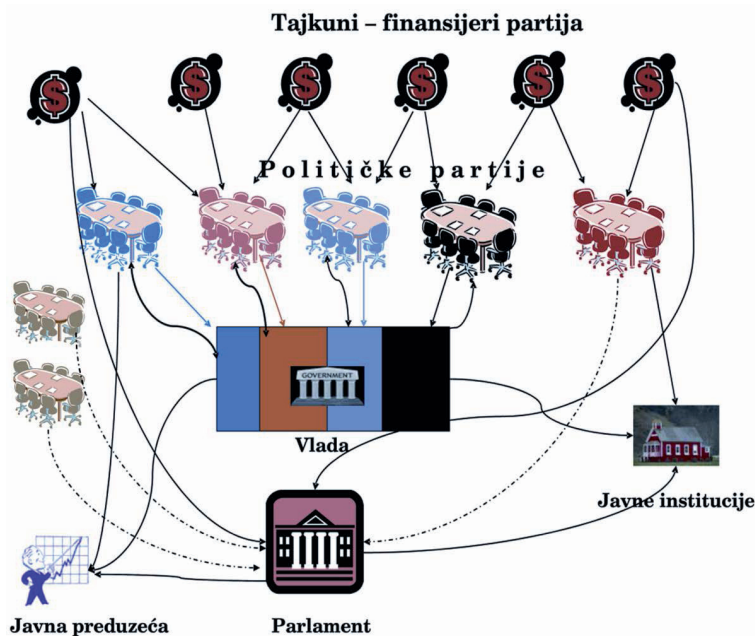 Tajkuni – finansijeri partija
$ $ $ $ $ $
Političke partije
GOVERNMENT
Vlada
Javne institucije
Javna preduzeća
Parlament